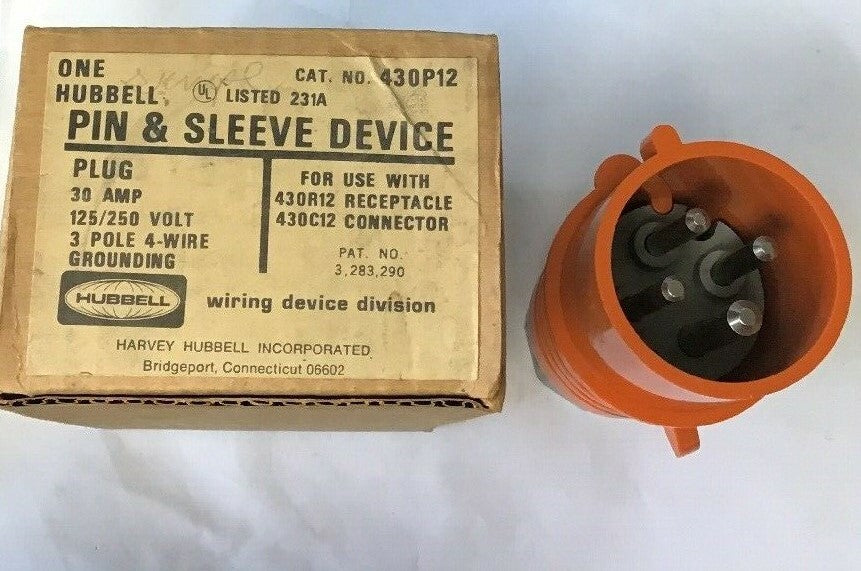 ONE
HUBBELL
CAT. NO. 430P12
UL LISTED 231A
PIN & SLEEVE DEVICE
PLUG
30 AMP
125/250 VOLT
3 POLE 4-WIRE
GROUNDING
FOR USE WITH
430R12 RECEPTACLE
430C12 CONNECTOR
PAT. NO.
3,283,290
HUBBELL
wiring device division
HARVEY HUBBELL INCORPORATED
Bridgeport, Connecticut 06602